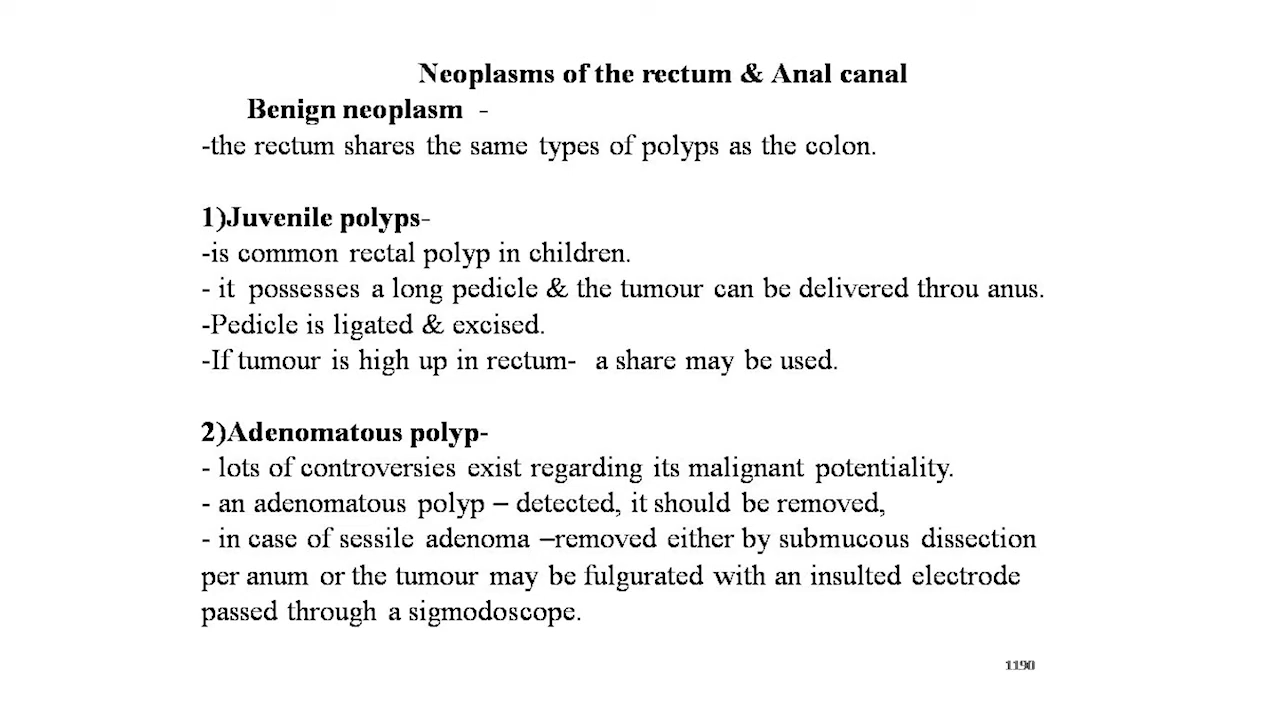 Neoplasms of the rectum & Anal canal
Benign neoplasm -
-the rectum shares the same types of polyps as the colon.
1)Juvenile polyps-
-is common rectal polyp in children.
- it possesses a long pedicle & the tumour can be delivered throu anus.
-Pedicle is ligated & excised.
-If tumour is high up in rectum- a share may be used.
2)Adenomatous polyp-
- lots of controversies exist regarding its malignant potentiality.
- an adenomatous polyp – detected, it should be removed,
- in case of sessile adenoma –removed either by submucous dissection
per anum or the tumour may be fulgurated with an insulted electrode
passed through a sigmodoscope.
1190